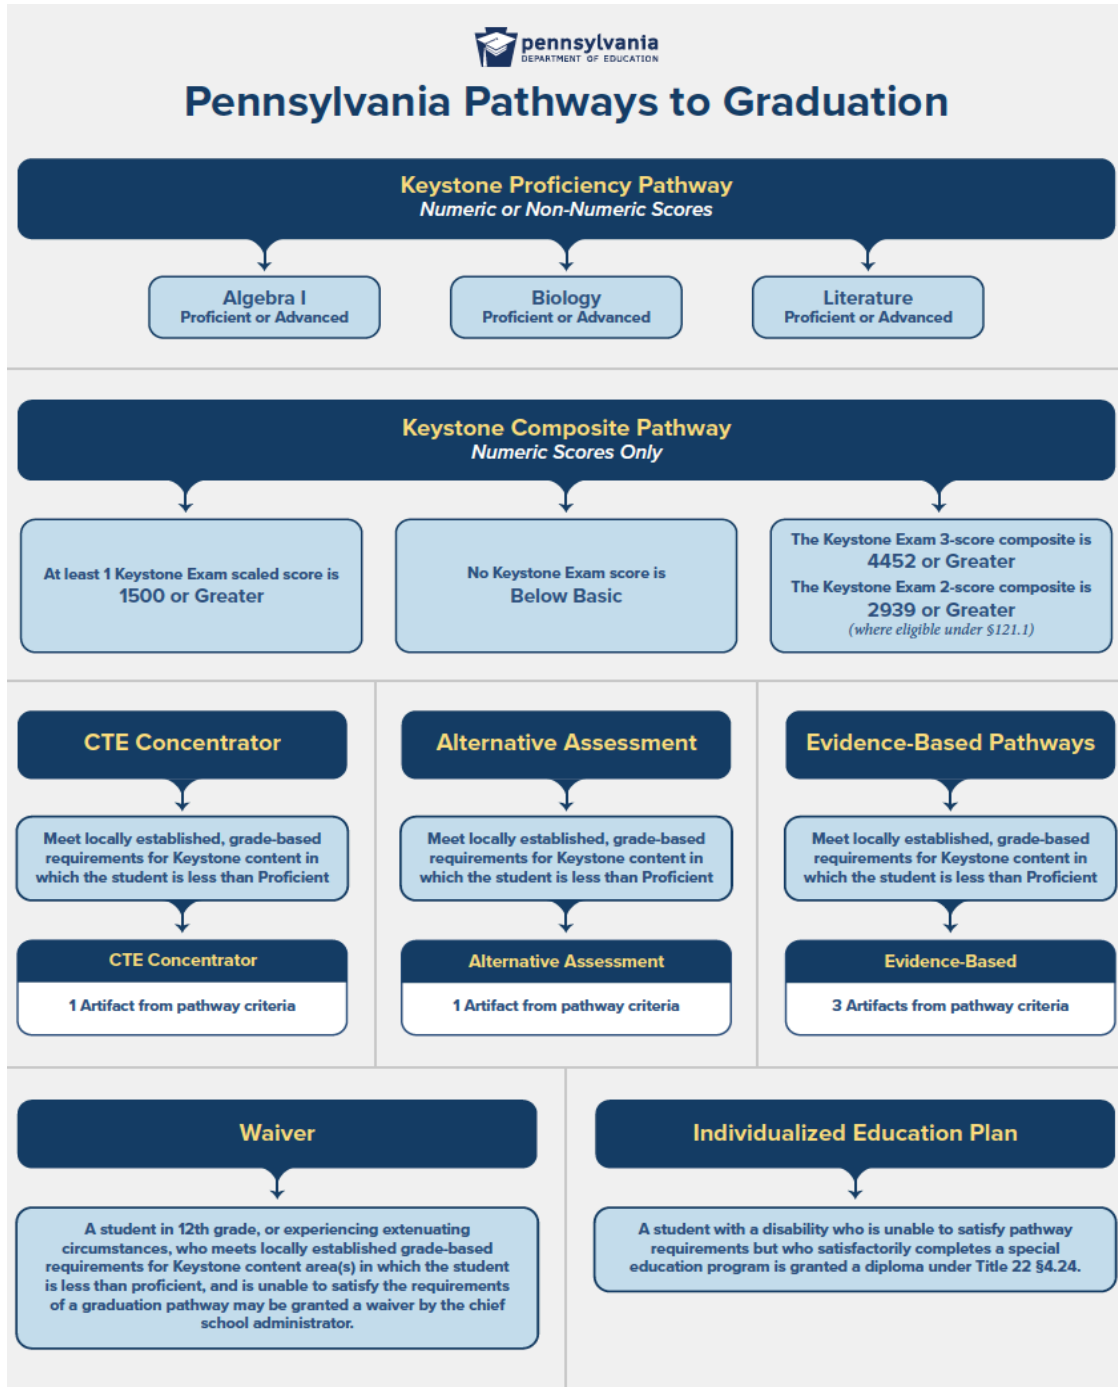 pennsylvania
DEPARTMENT OF EDUCATION
Pennsylvania Pathways to Graduation
Keystone Proficiency Pathway
Numeric or Non-Numeric Scores
Algebra I
Proficient or Advanced
Biology
Proficient or Advanced
Literature
Proficient or Advanced
Keystone Composite Pathway
Numeric Scores Only
At least 1 Keystone Exam scaled score is
1500 or Greater
No Keystone Exam score is
Below Basic
The Keystone Exam 3-score composite is
4452 or Greater
The Keystone Exam 2-score composite is
2939 or Greater
(where eligible under §121.1)
CTE Concentrator
Meet locally established, grade-based
requirements for Keystone content in
which the student is less than Proficient
CTE Concentrator
1 Artifact from pathway criteria
Alternative Assessment
Meet locally established, grade-based
requirements for Keystone content in
which the student is less than Proficient
Alternative Assessment
1 Artifact from pathway criteria
Evidence-Based Pathways
Meet locally established, grade-based
requirements for Keystone content in
which the student is less than Proficient
Evidence-Based
3 Artifacts from pathway criteria
Waiver
A student in 12th grade, or experiencing extenuating
circumstances, who meets locally established grade-based
requirements for Keystone content area(s) in which the student
is less than proficient, and is unable to satisfy the requirements
of a graduation pathway may be granted a waiver by the chief
school administrator.
Individualized Education Plan
A student with a disability who is unable to satisfy pathway
requirements but who satisfactorily completes a special
education program is granted a diploma under Title 22 §4.24.